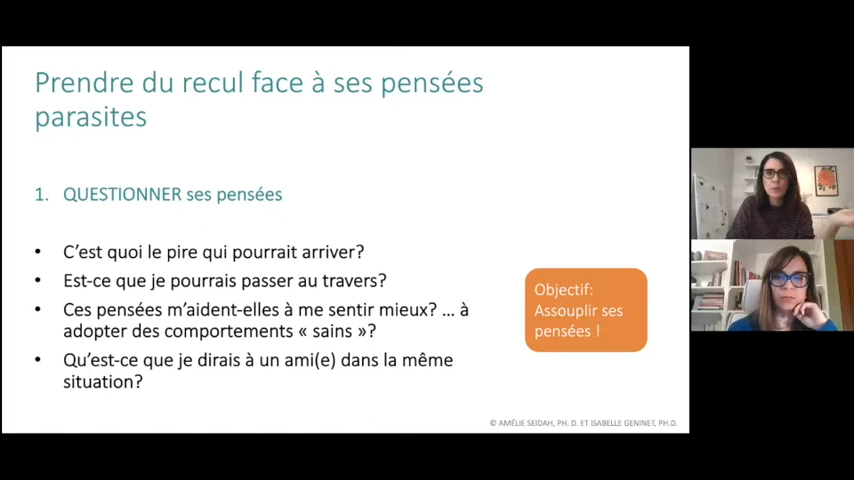 Prendre du recul face à ses pensées
parasites
1. QUESTIONNER ses pensées
• C'est quoi le pire qui pourrait arriver?
• Est-ce que je pourrais passer au travers?
• Ces pensées m'aident-elles à me sentir mieux? ... à
adopter des comportements « sains »?
• Qu'est-ce que je dirais à un ami(e) dans la même
situation?
Objectif:
Assouplir ses
pensées !
© AMÉLIE SEIDAH, PH. D. ET ISABELLE GENINET, PH.D.